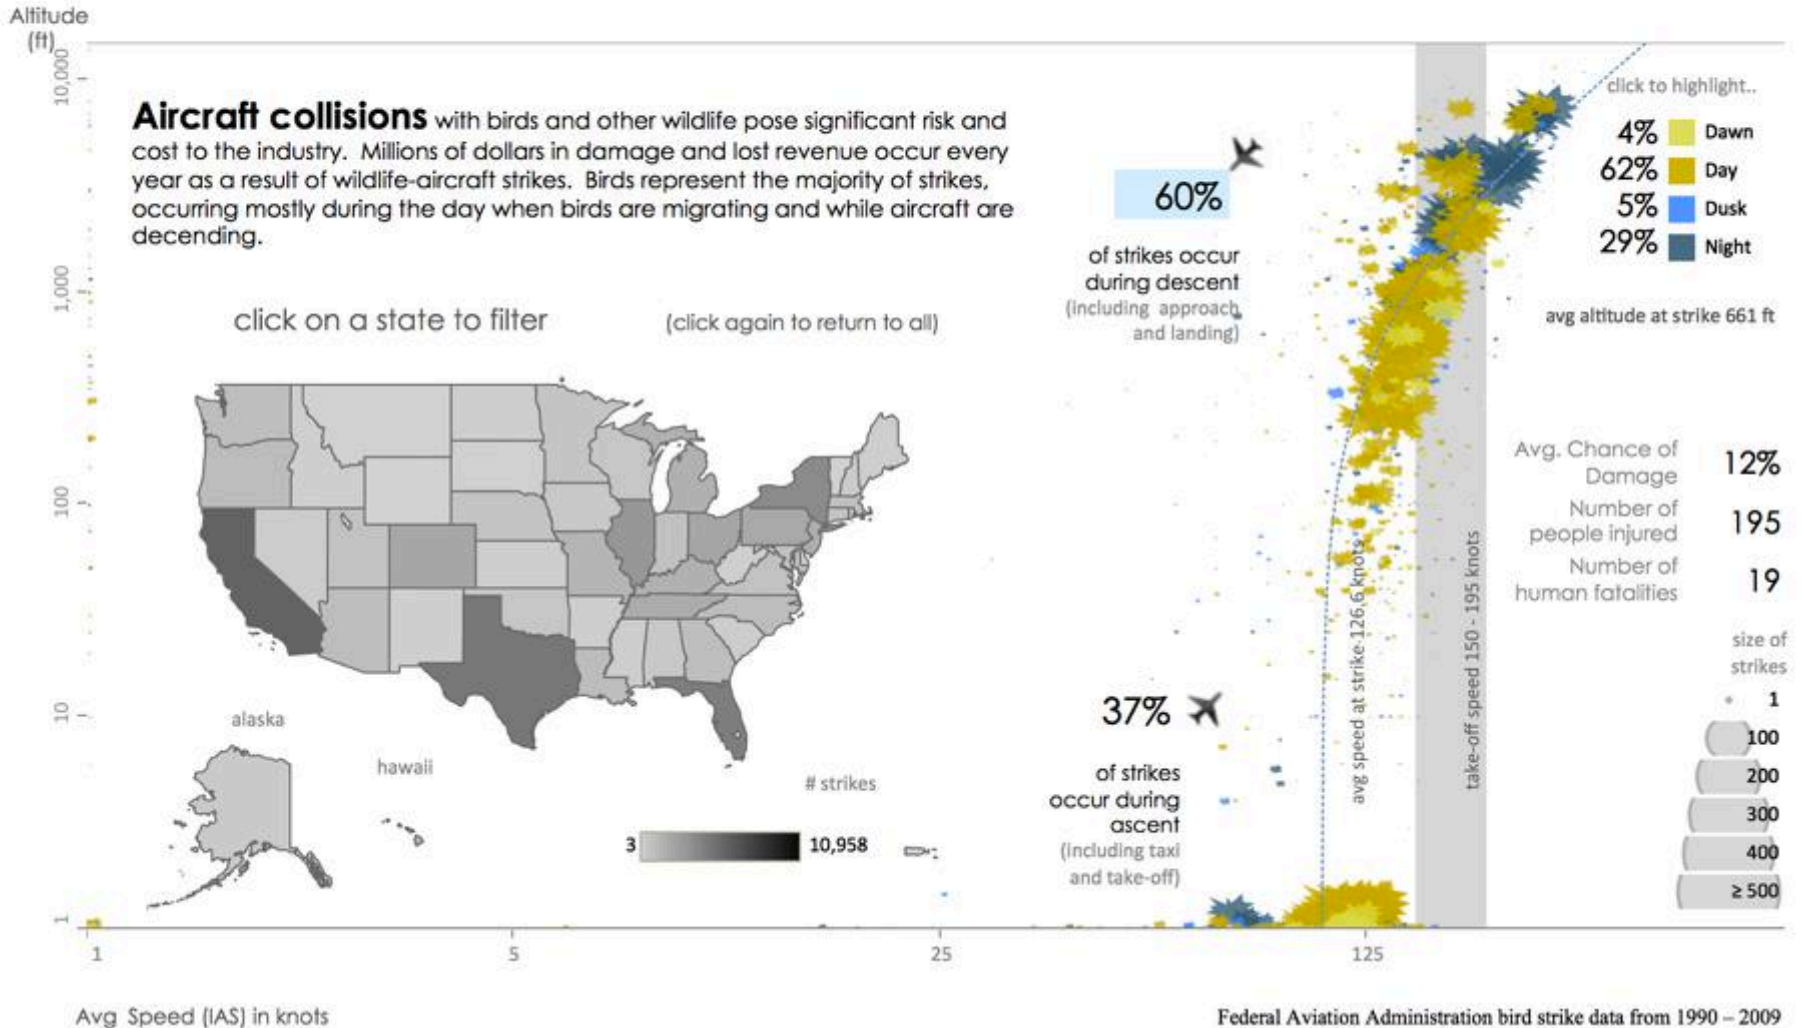 Altitude
(ft)
10,000
1,000
100
10
1
Aircraft collisions with birds and other wildlife pose significant risk and
cost to the industry. Millions of dollars in damage and lost revenue occur every
year as a result of wildlife-aircraft strikes. Birds represent the majority of strikes,
occurring mostly during the day when birds are migrating and while aircraft are
decending.
click on a state to filter
(click again to return to all)
alaska
hawaii
# strikes
3
10,958
60%
of strikes occur
during descent
(including approach
and landing)
37%
of strikes
occur during
ascent
(including taxi
and take-off)
avg speed at strike-126.6 knots
take-off speed 150 - 195 knots
click to highlight..
4% Dawn
62% Day
5% Dusk
29% Night
avg altitude at strike 661 ft
Avg. Chance of
Damage
12%
Number of
people injured
195
Number of
human fatalities
19
size of
strikes
1
100
200
300
400
≥ 500
1
5
25
125
Avg Speed (IAS) in knots
Federal Aviation Administration bird strike data from 1990 – 2009